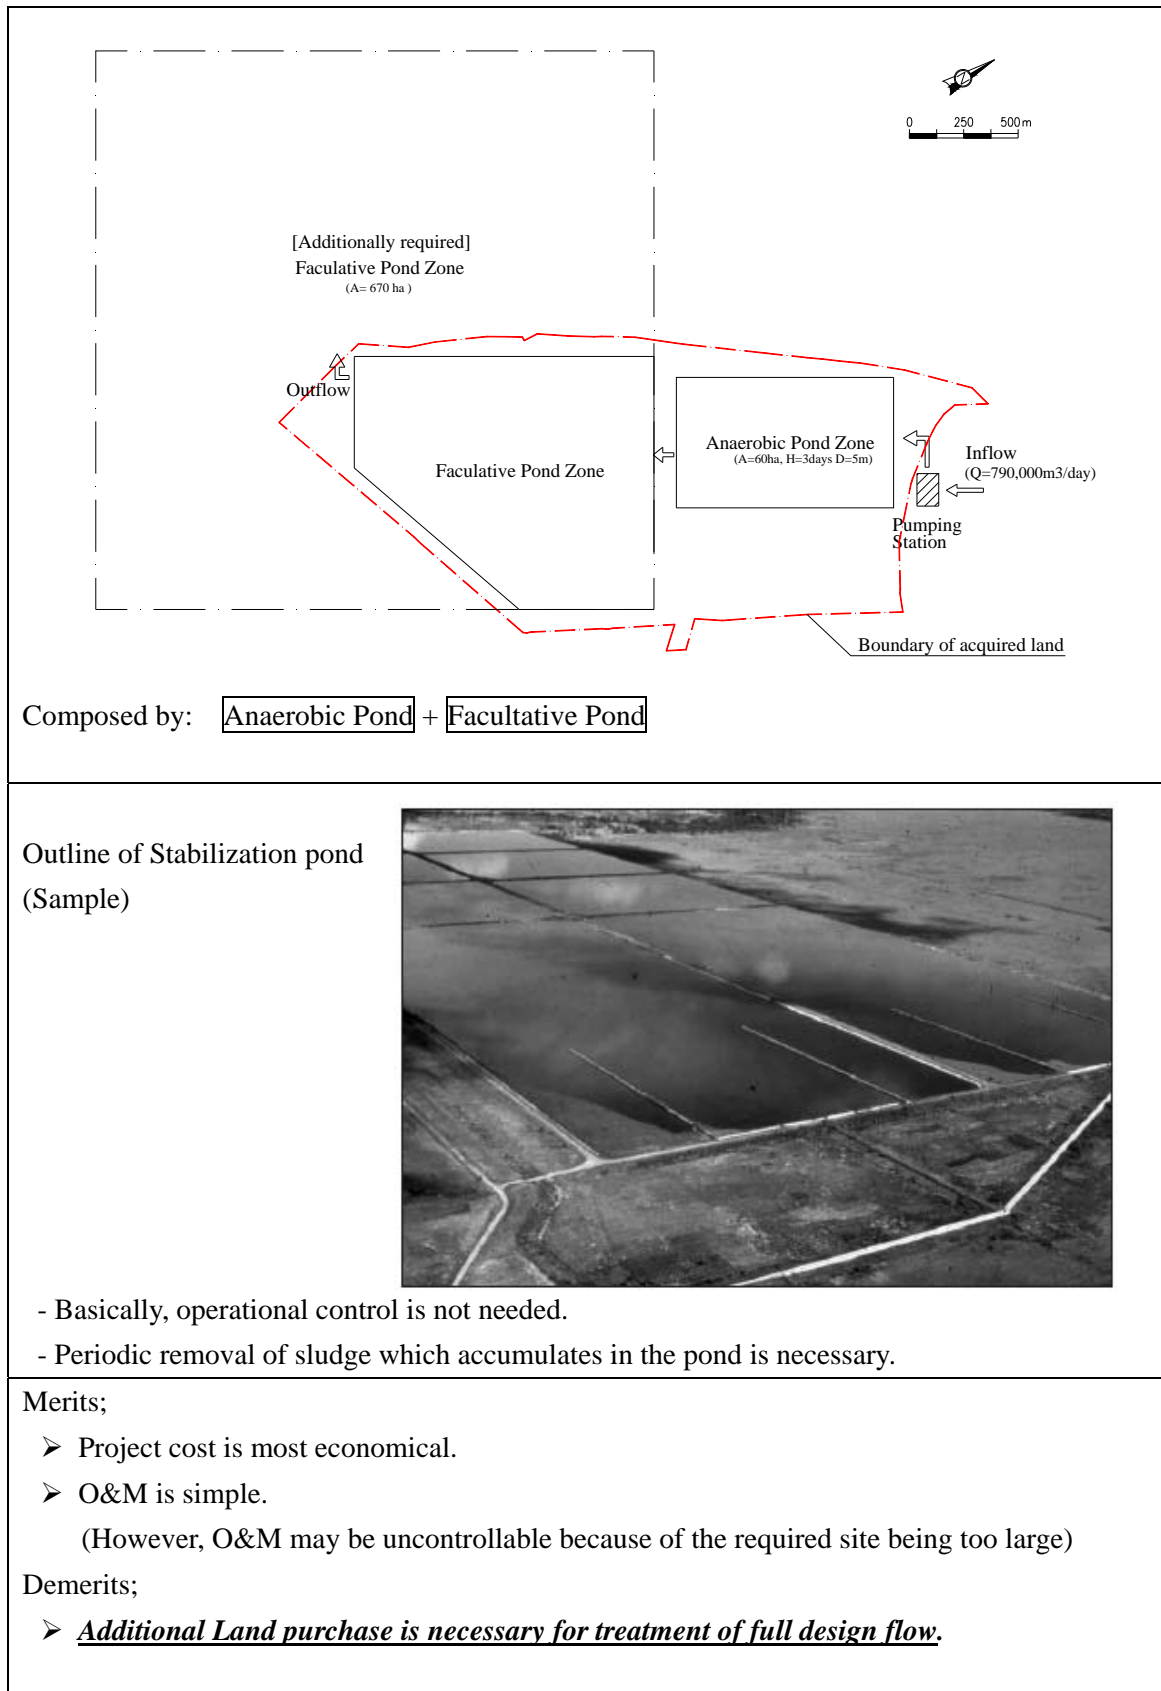 0 250 500m
[Additionally required]
Faculative Pond Zone
(A= 670 ha )
Outflow
Faculative Pond Zone
Anaerobic Pond Zone
(A=60ha, H=3days D=5m)
Inflow
(Q=790,000m3/day)
Pumping
Station
Boundary of acquired land
Composed by: Anaerobic Pond + Facultative Pond
Outline of Stabilization pond
(Sample)
- Basically, operational control is not needed.
- Periodic removal of sludge which accumulates in the pond is necessary.
Merits;
➢ Project cost is most economical.
➢ O&M is simple.
(However, O&M may be uncontrollable because of the required site being too large)
Demerits;
➢ Additional Land purchase is necessary for treatment of full design flow.